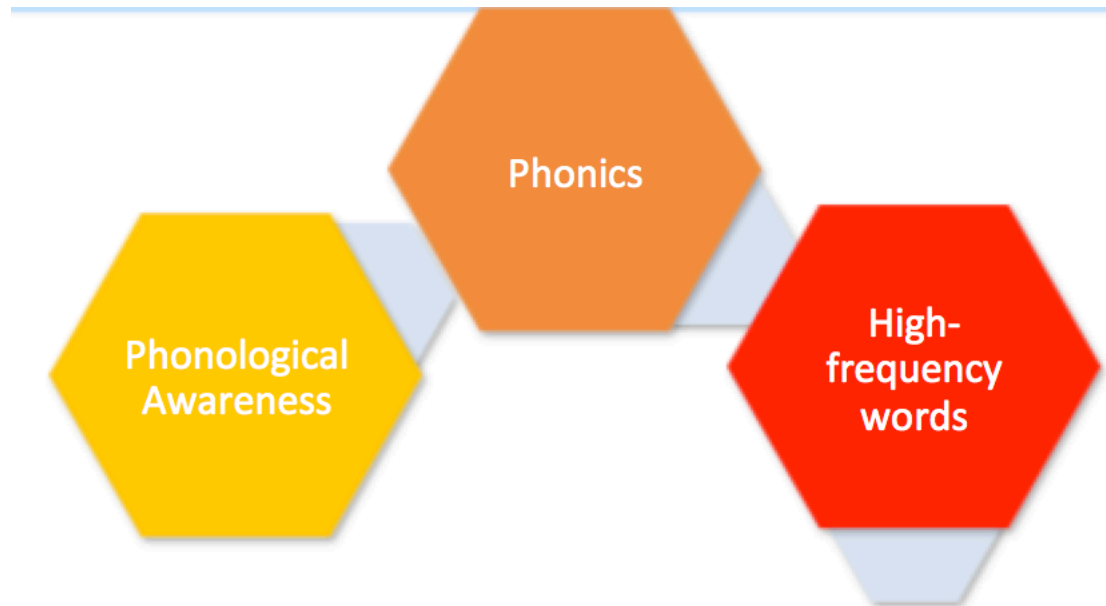 Phonics
Phonological
Awareness
High-
frequency
words